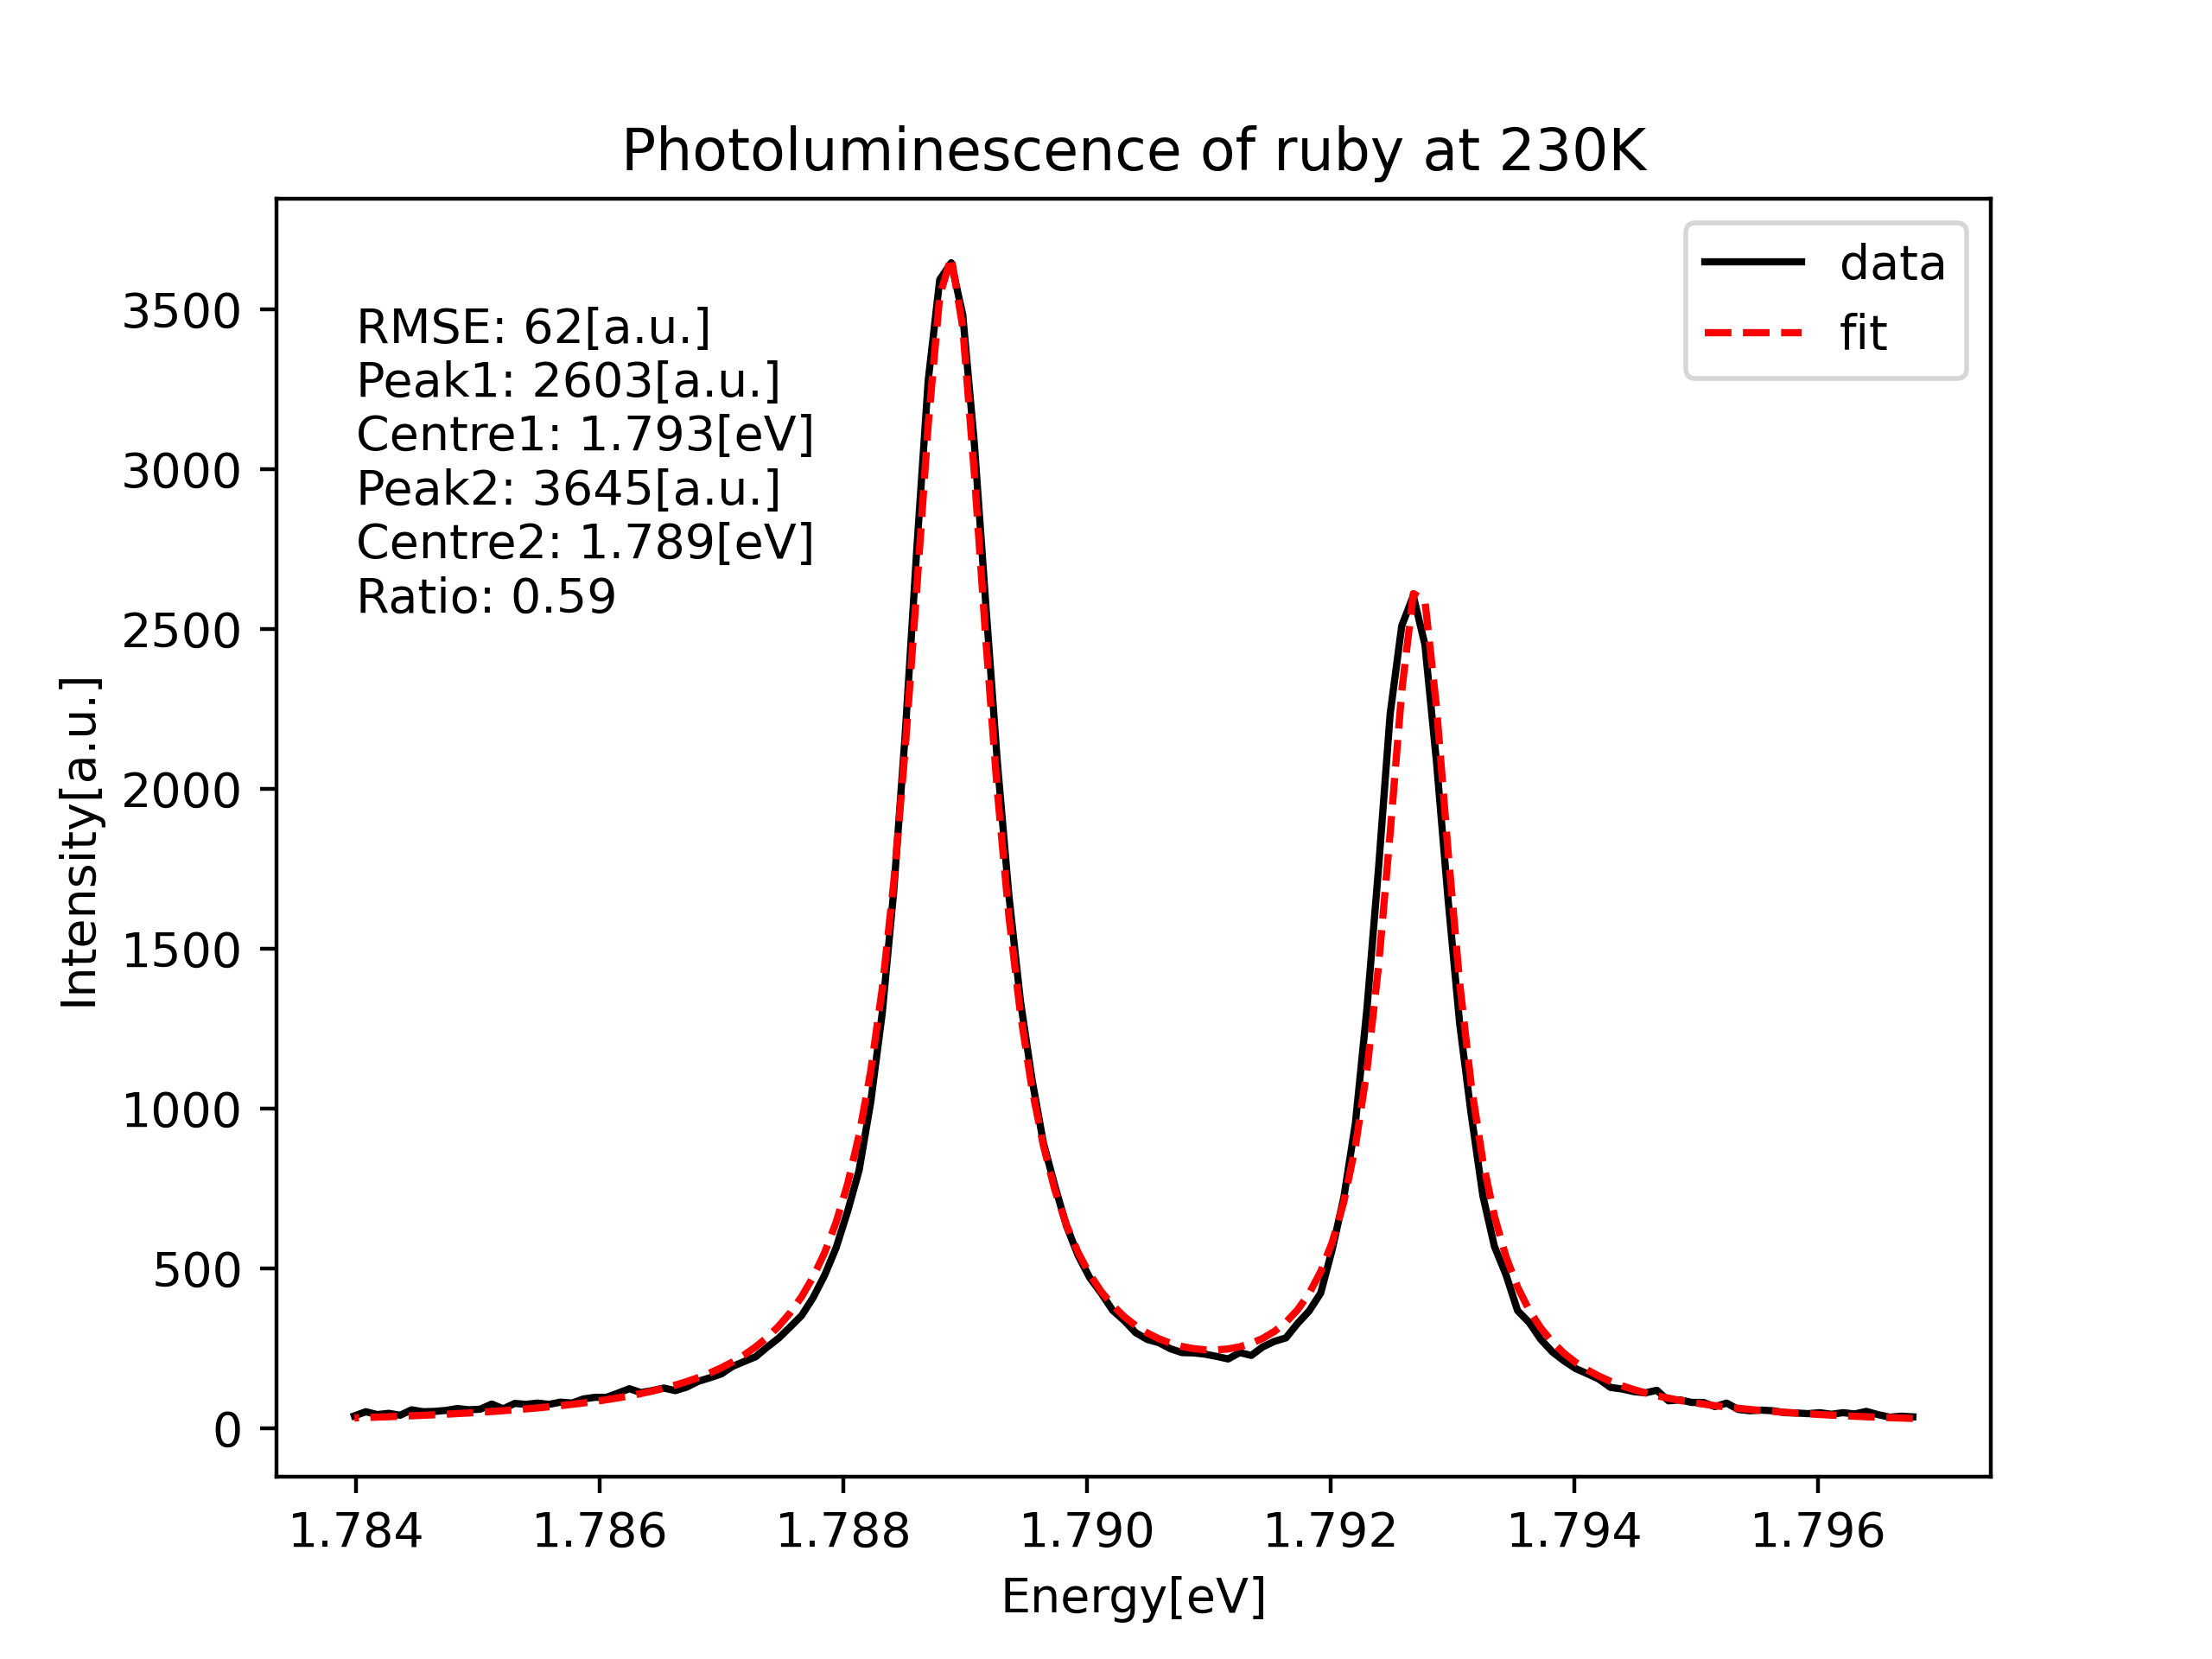 Photoluminescence of ruby at 230K
data
fit
RMSE: 62[a.u.]
Peak1: 2603[a.u.]
Centre1: 1.793[eV]
Peak2: 3645[a.u.]
Centre2: 1.789[eV]
Ratio: 0.59
3500
3000
2500
2000
1500
1000
500
0
Intensity[a.u.]
1.784 1.786 1.788 1.790 1.792 1.794 1.796
Energy[eV]